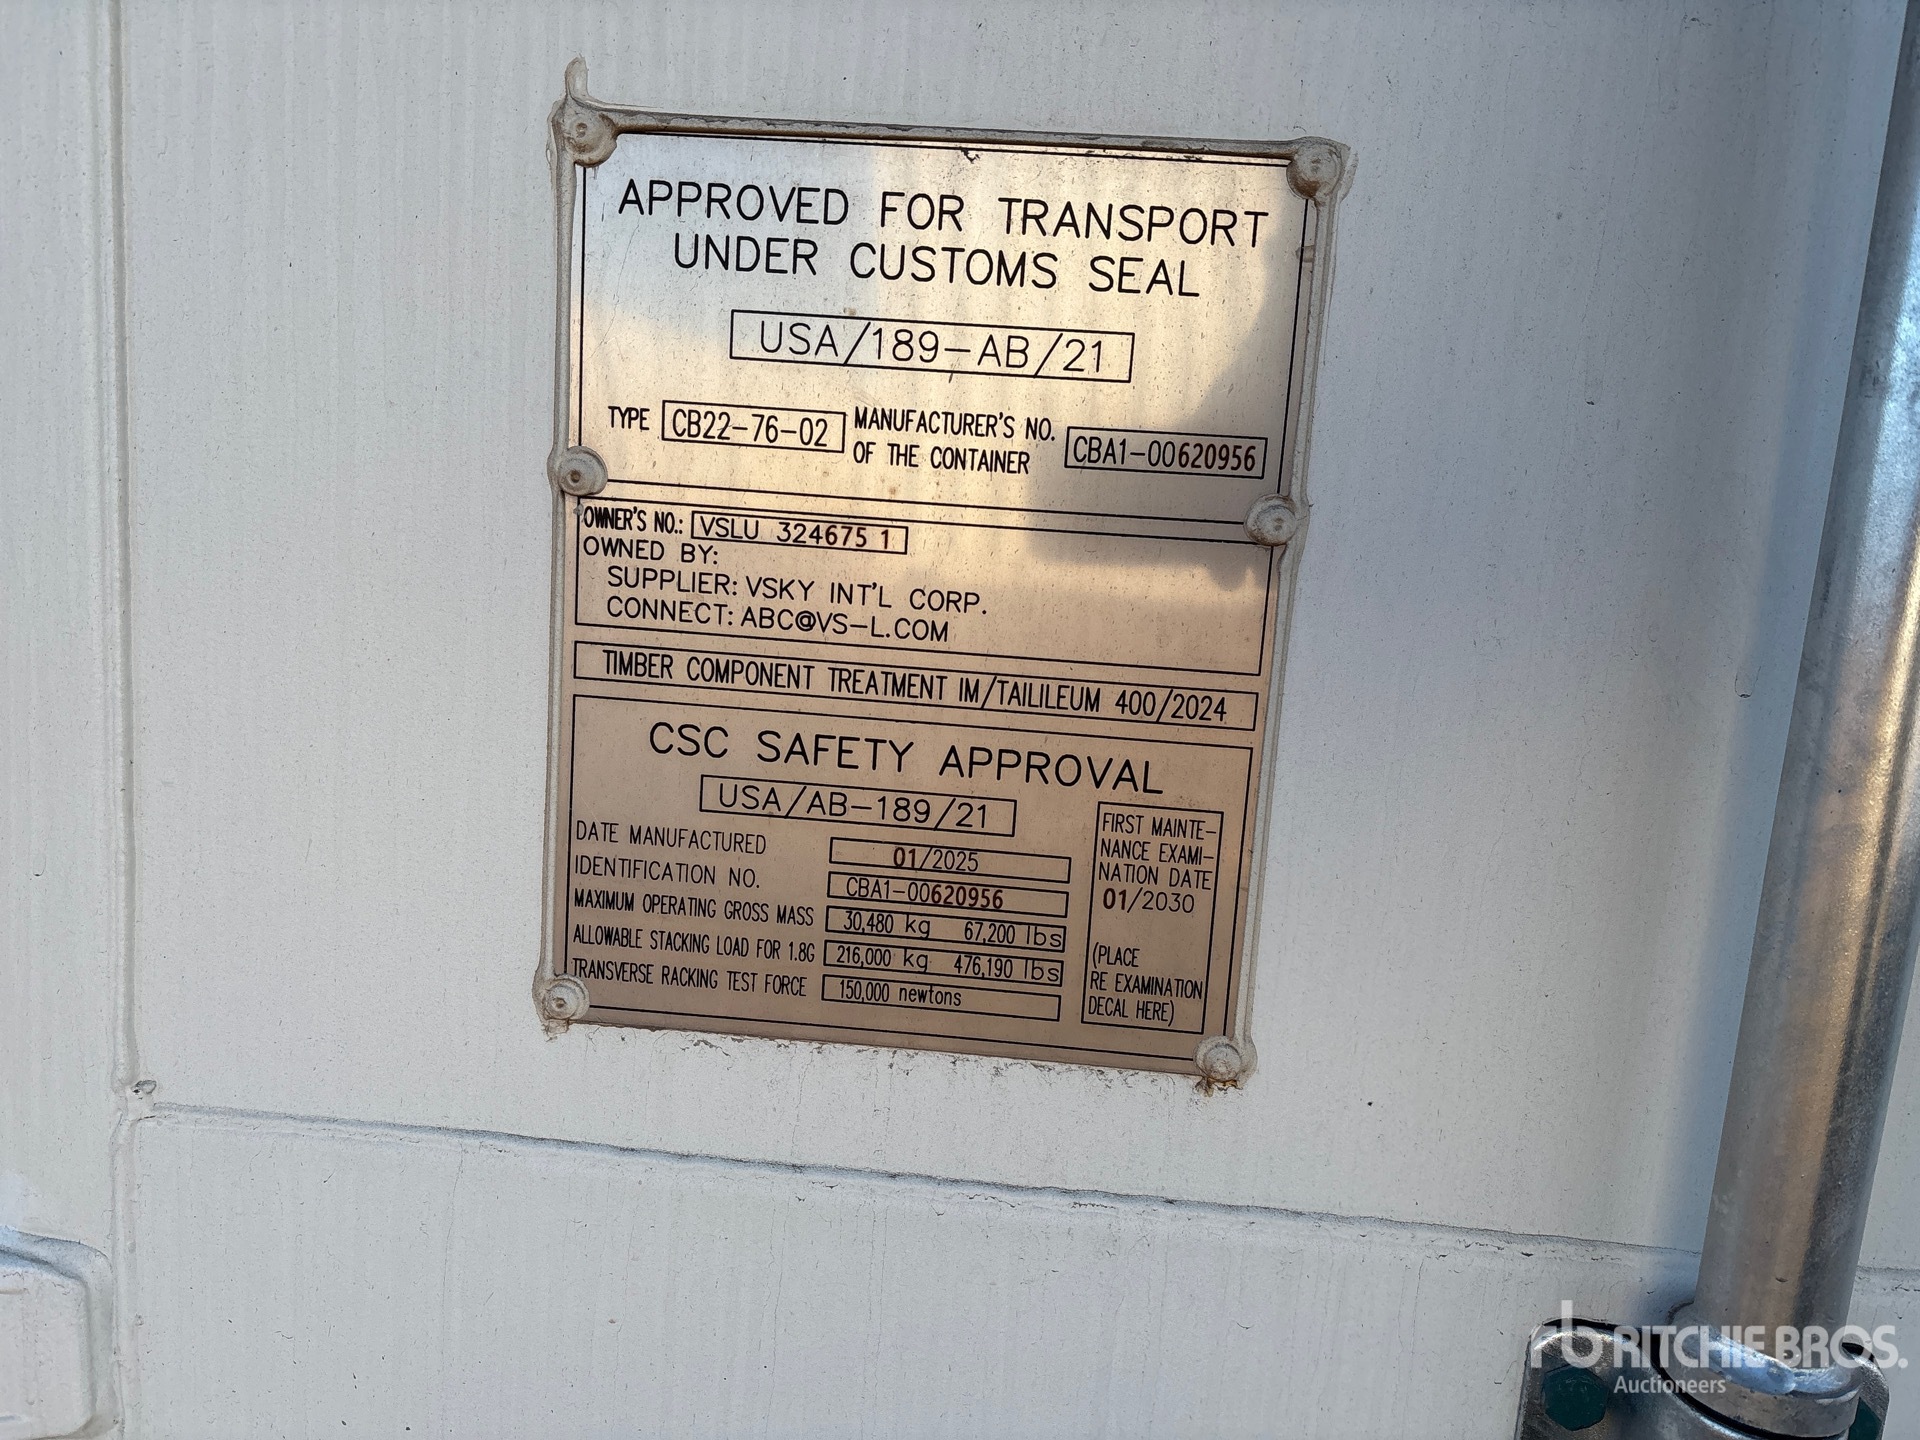 APPROVED FOR TRANSPORT
UNDER CUSTOMS SEAL
USA/189-AB/21
TYPE CB22-76-02 MANUFACTURER'S NO. OF THE CONTAINER CBA1-00620956
OWNER'S NO.: VSLU 324675 1
OWNED BY:
SUPPLIER: VSKY INT'L CORP.
CONNECT: ABC@VS-L.COM
TIMBER COMPONENT TREATMENT IM/TAILILEUM 400/2024
CSC SAFETY APPROVAL
USA/AB-189/21
DATE MANUFACTURED 01/2025
IDENTIFICATION NO. CBA1-00620956
MAXIMUM OPERATING GROSS MASS 30,480 kg 67,200 lbs
ALLOWABLE STACKING LOAD FOR 1.8G 216,000 kg 476,190 lbs
TRANSVERSE RACKING TEST FORCE 150,000 newtons
FIRST MAINTE-
NANCE EXAMI-
NATION DATE
01/2030
(PLACE
RE EXAMINATION
DECAL HERE)
rb RITCHIE BROS.
Auctioneers